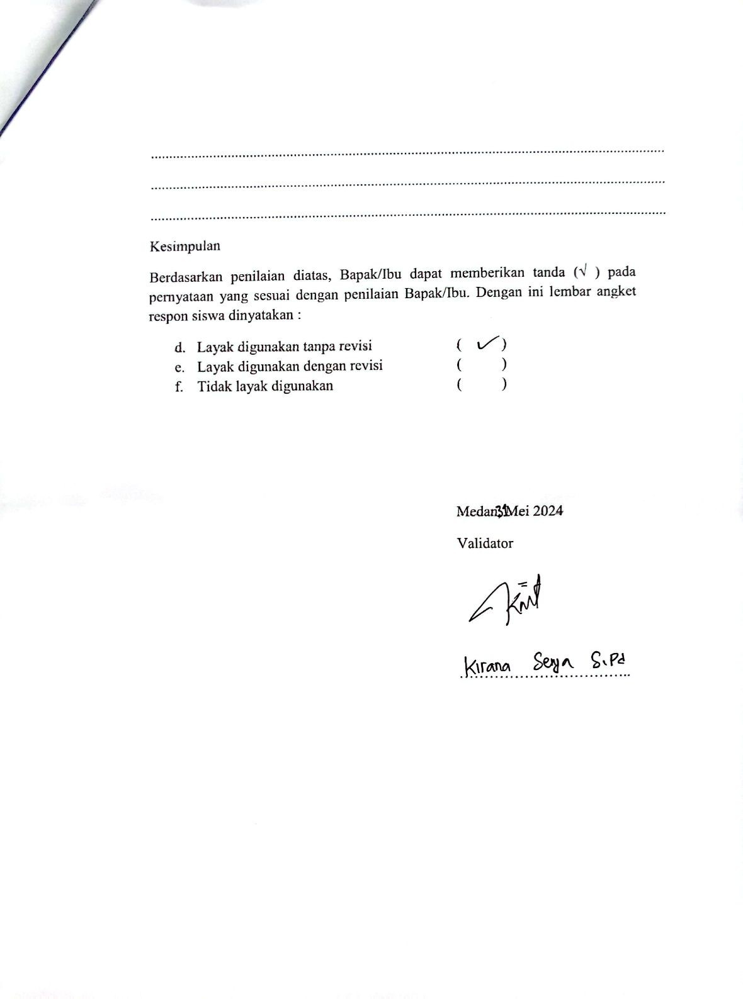 Kesimpulan
Berdasarkan penilaian diatas, Bapak/Ibu dapat memberikan tanda (√ ) pada
pernyataan yang sesuai dengan penilaian Bapak/Ibu. Dengan ini lembar angket
respon siswa dinyatakan :
d. Layak digunakan tanpa revisi ( ✓ )
e. Layak digunakan dengan revisi ( )
f. Tidak layak digunakan ( )
Medan, 31 Mei 2024
Validator
Kirana S.Pd